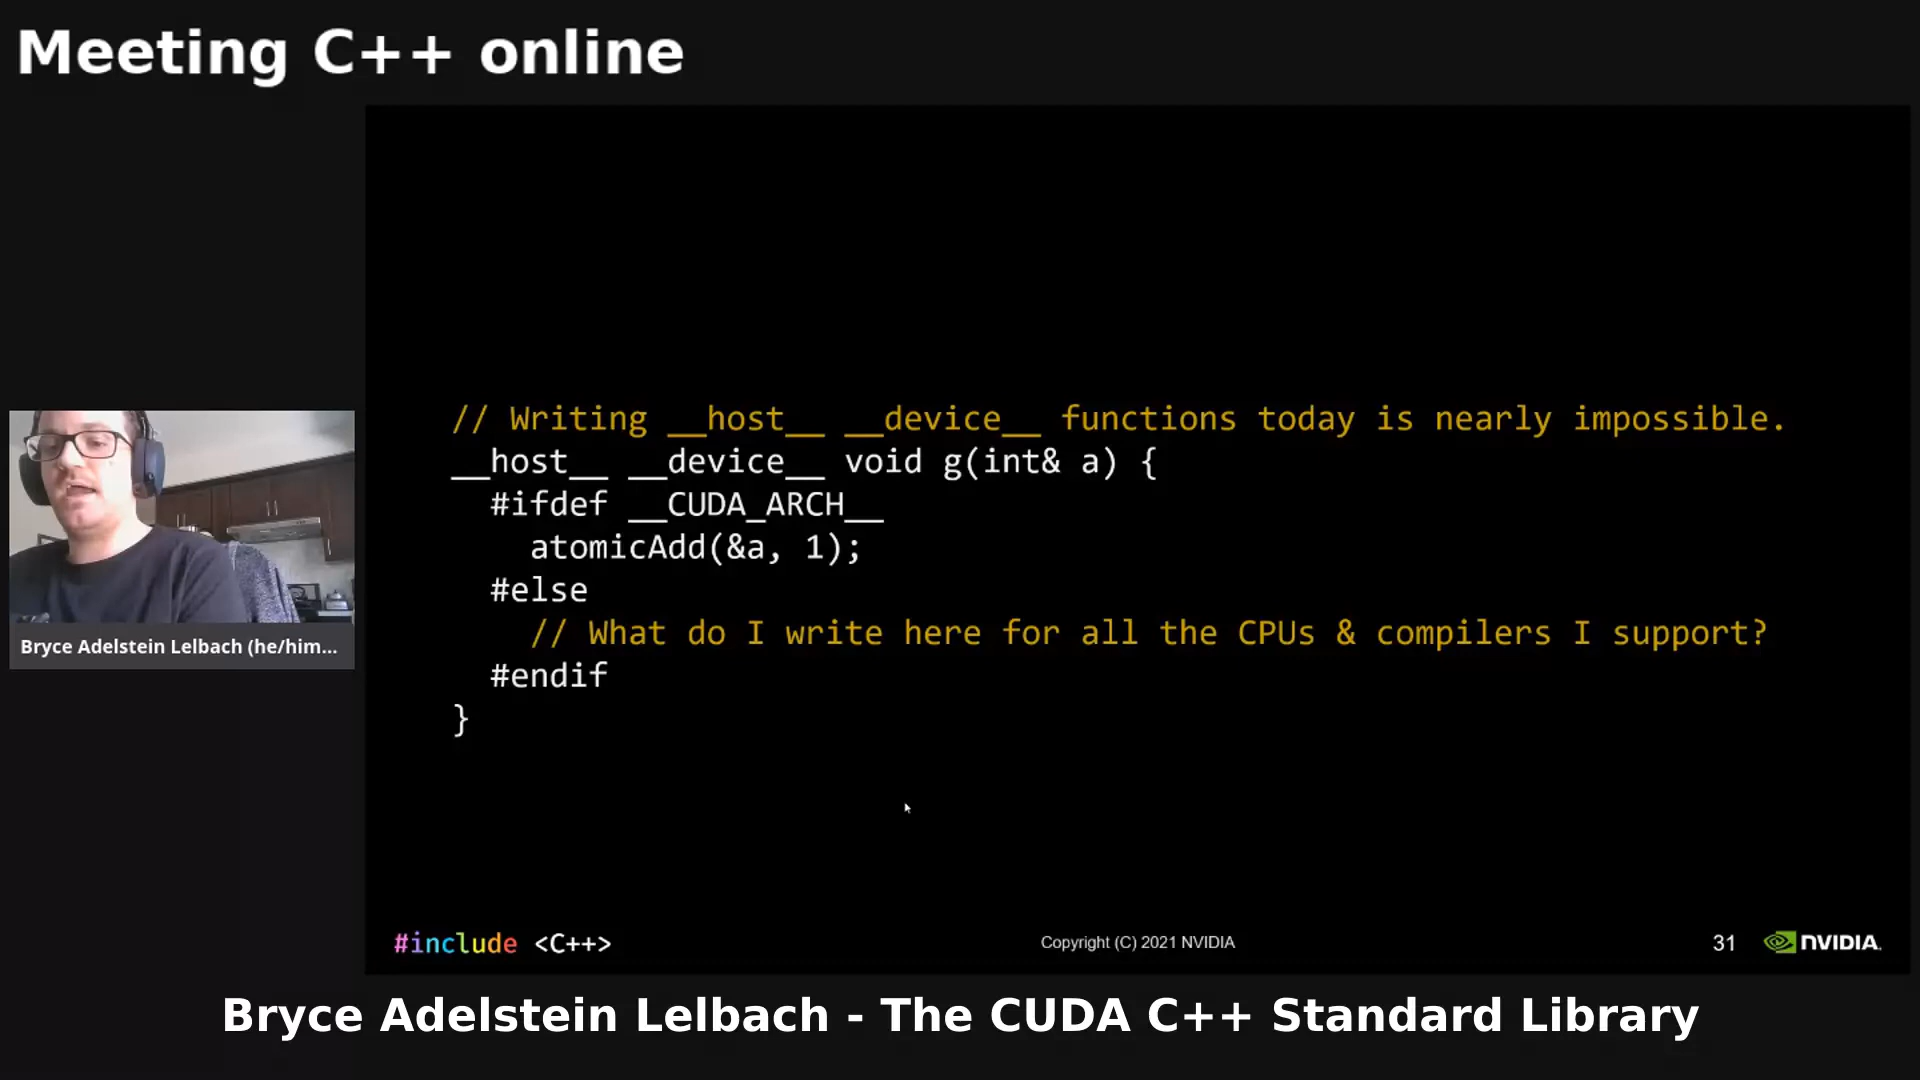 Meeting C++ online
// Writing __host__ __device__ functions today is nearly impossible.
__host__ __device__ void g(int& a) {
#ifdef __CUDA_ARCH__
atomicAdd(&a, 1);
#else
// What do I write here for all the CPUs & compilers I support?
#endif
}
Bryce Adelstein Lelbach (he/him...
#include <C++>
Copyright (C) 2021 NVIDIA
31
NVIDIA.
Bryce Adelstein Lelbach - The CUDA C++ Standard Library